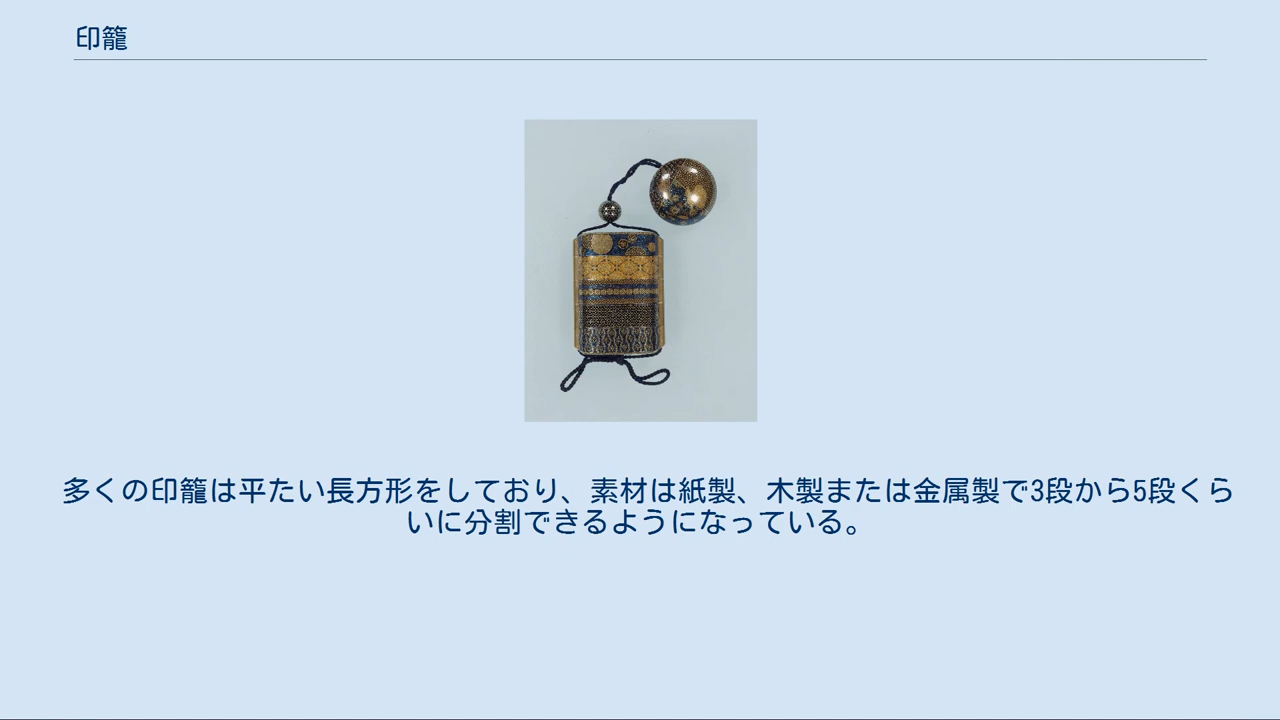 印籠
多くの印籠は平たい長方形をしており、素材は紙製、木製または金属製で3段から5段くら
いに分割できるようになっている。